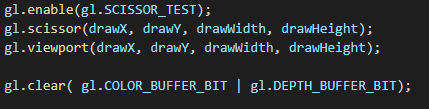 gl.enable(gl.SCISSOR_TEST);
gl.scissor(drawX, drawY, drawWidth, drawHeight);
gl.viewport(drawX, drawY, drawWidth, drawHeight);
gl.clear( gl.COLOR_BUFFER_BIT | gl.DEPTH_BUFFER_BIT);